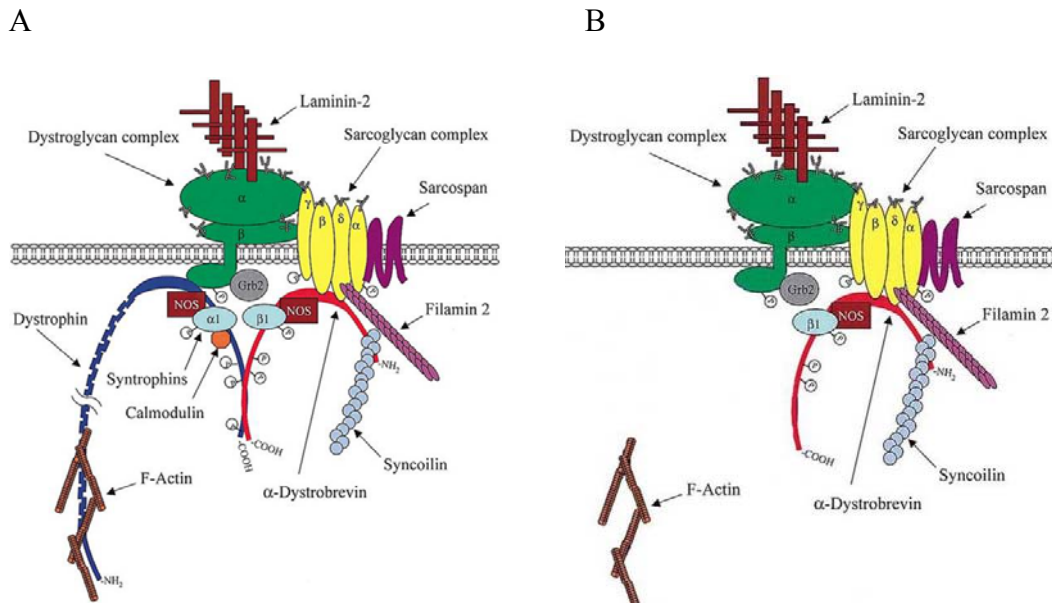 A
Laminin-2
Dystroglycan complex
Sarcoglycan complex
Sarcospan
α
β
γ
β
δ
α
Grb2
NOS
α1
β1
NOS
Dystrophin
Filamin 2
Syntrophins
Calmodulin
P
P
-NH₂
-COOH
-COOH
Syncoilin
F-Actin
α-Dystrobrevin
-NH₂
B
Laminin-2
Dystroglycan complex
Sarcoglycan complex
Sarcospan
α
β
γ
β
δ
α
Grb2
β1
NOS
Filamin 2
P
-NH₂
-COOH
Syncoilin
F-Actin
α-Dystrobrevin